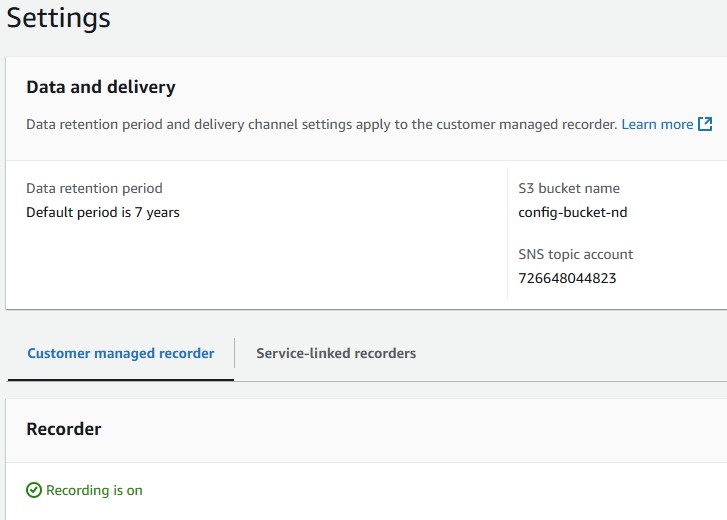 Settings
Data and delivery
Data retention period and delivery channel settings apply to the customer managed recorder. Learn more
Data retention period
Default period is 7 years
S3 bucket name
config-bucket-nd
SNS topic account
726648044823
Customer managed recorder
Service-linked recorders
Recorder
Recording is on